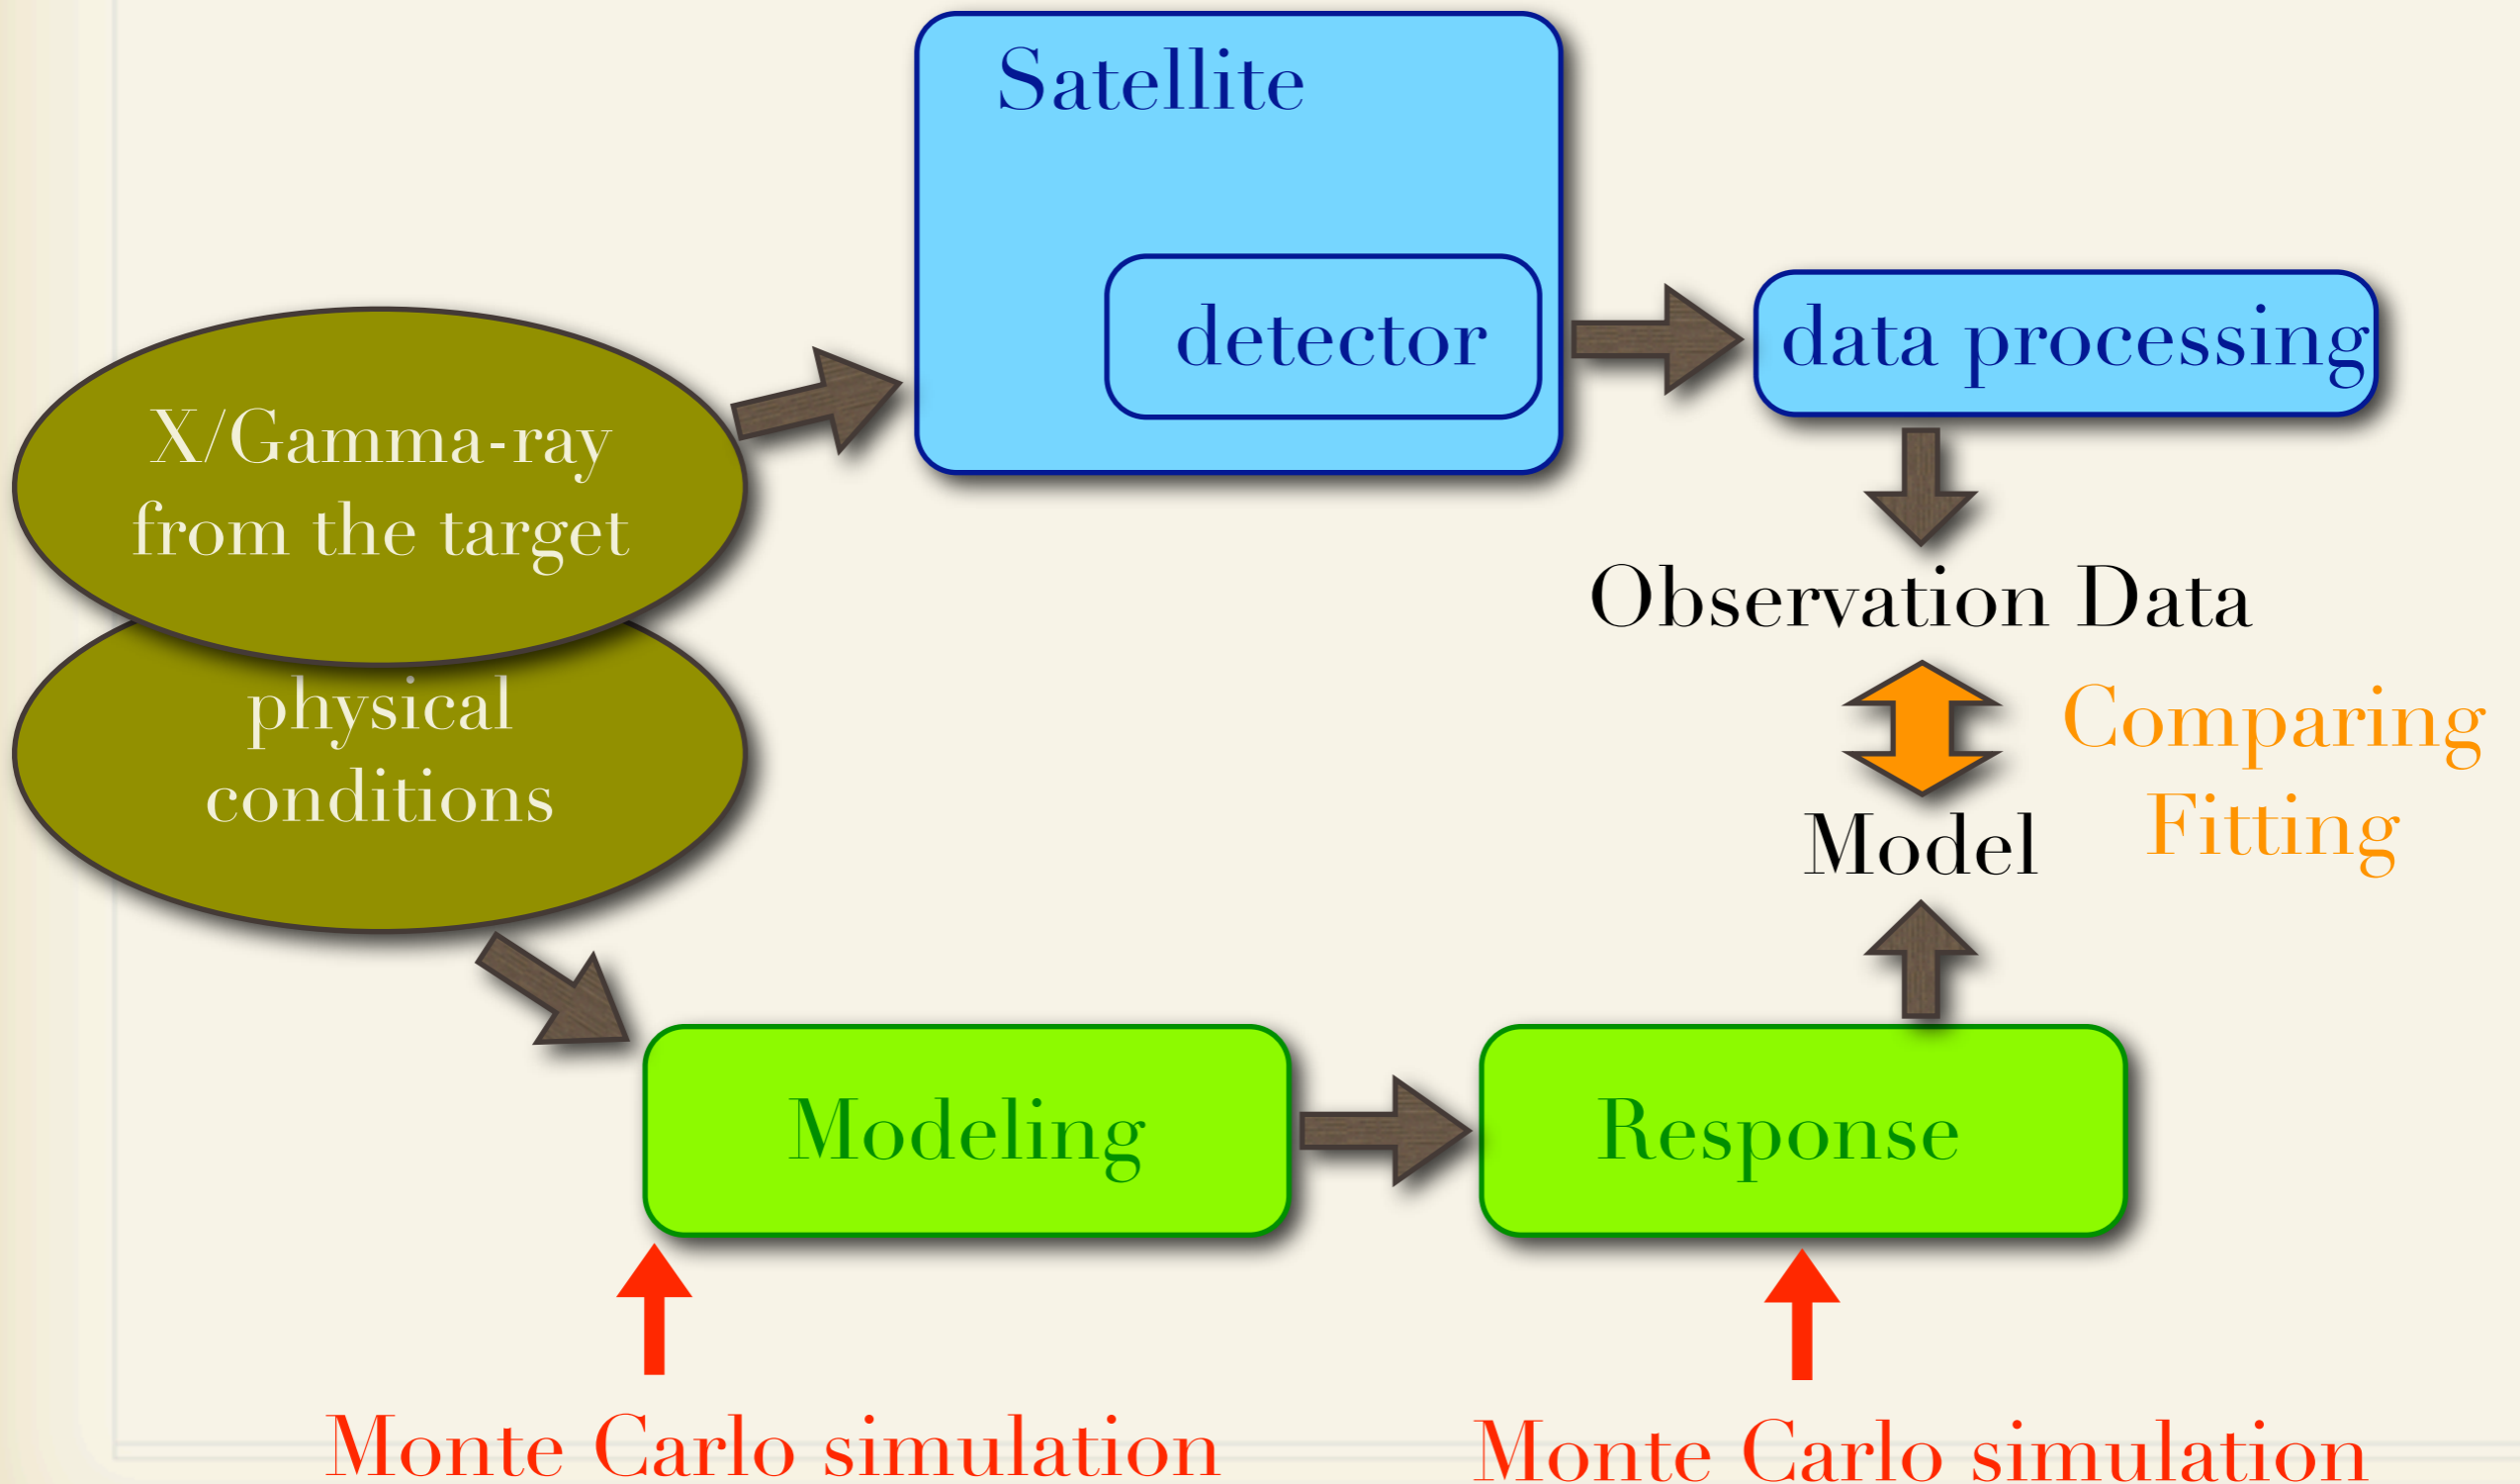 Satellite
detector
data processing
X/Gamma-ray
from the target
physical
conditions
Observation Data
Comparing
Fitting
Model
Modeling
Response
Monte Carlo simulation
Monte Carlo simulation